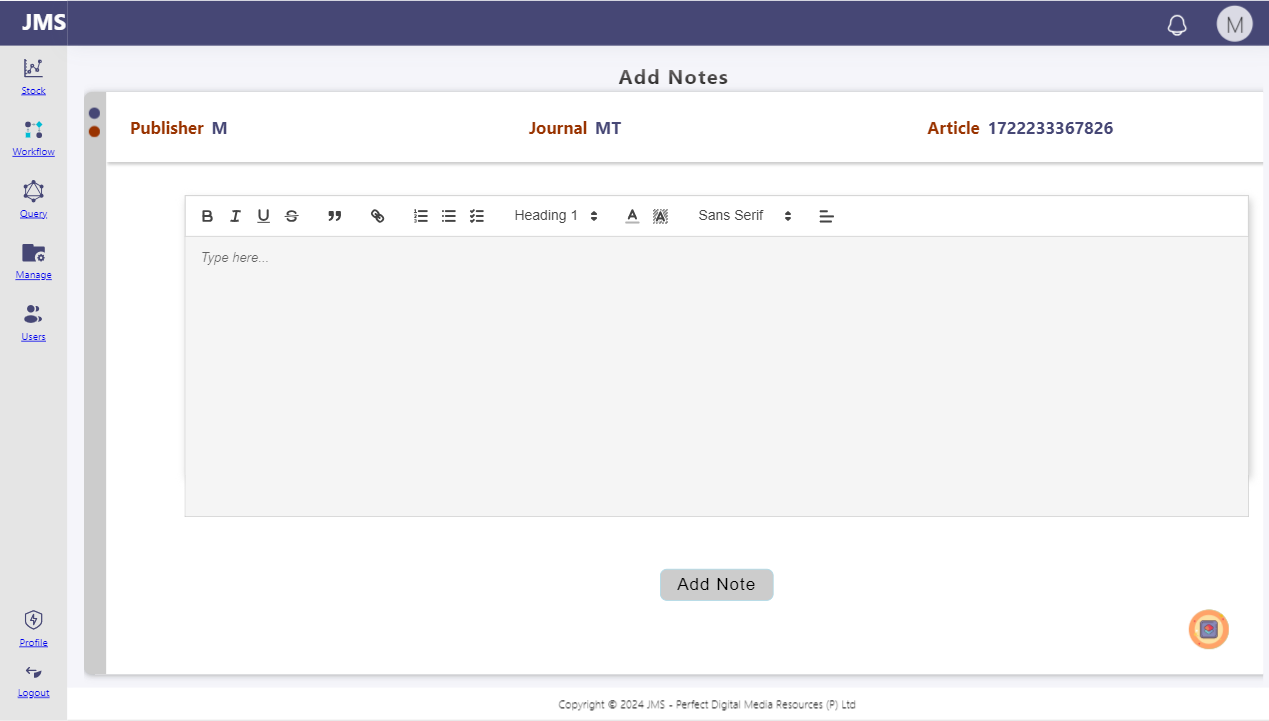 JMS
M
Stock
Workflow
Query
Manage
Users
Profile
Logout
Add Notes
Publisher M Journal MT Article 1722233367826
B I U S Heading 1 A A Sans Serif
Type here...
Add Note
Copyright © 2024 JMS - Perfect Digital Media Resources (P) Ltd